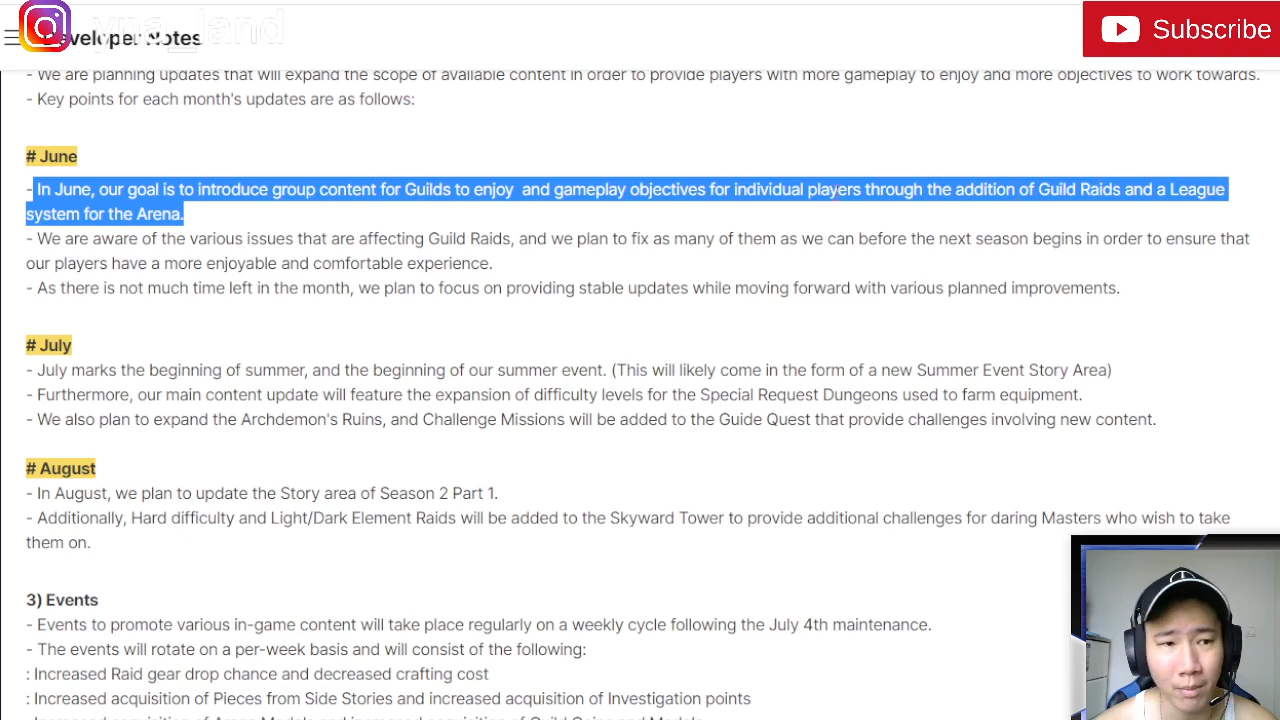 yna_land
Developer Notes
Subscribe
- We are planning updates that will expand the scope of available content in order to provide players with more gameplay to enjoy and more objectives to work towards.
- Key points for each month's updates are as follows:
# June
- In June, our goal is to introduce group content for Guilds to enjoy  and gameplay objectives for individual players through the addition of Guild Raids and a League
system for the Arena.
- We are aware of the various issues that are affecting Guild Raids, and we plan to fix as many of them as we can before the next season begins in order to ensure that
our players have a more enjoyable and comfortable experience.
- As there is not much time left in the month, we plan to focus on providing stable updates while moving forward with various planned improvements.
# July
- July marks the beginning of summer, and the beginning of our summer event. (This will likely come in the form of a new Summer Event Story Area)
- Furthermore, our main content update will feature the expansion of difficulty levels for the Special Request Dungeons used to farm equipment.
- We also plan to expand the Archdemon's Ruins, and Challenge Missions will be added to the Guide Quest that provide challenges involving new content.
# August
- In August, we plan to update the Story area of Season 2 Part 1.
- Additionally, Hard difficulty and Light/Dark Element Raids will be added to the Skyward Tower to provide additional challenges for daring Masters who wish to take
them on.
3) Events
- Events to promote various in-game content will take place regularly on a weekly cycle following the July 4th maintenance.
- The events will rotate on a per-week basis and will consist of the following:
: Increased Raid gear drop chance and decreased crafting cost
: Increased acquisition of Pieces from Side Stories and increased acquisition of Investigation points
: Increased acquisition of Arena Medals and increased acquisition of Guild Coins and Medals